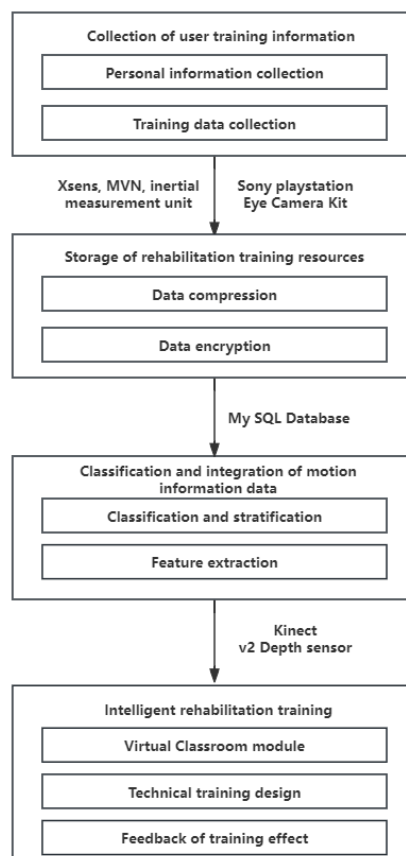 Collection of user training information
Personal information collection
Training data collection
Xsens, MVN, inertial
measurement unit
Sony playstation
Eye Camera Kit
Storage of rehabilitation training resources
Data compression
Data encryption
My SQL Database
Classification and integration of motion
information data
Classification and stratification
Feature extraction
Kinect
v2 Depth sensor
Intelligent rehabilitation training
Virtual Classroom module
Technical training design
Feedback of training effect